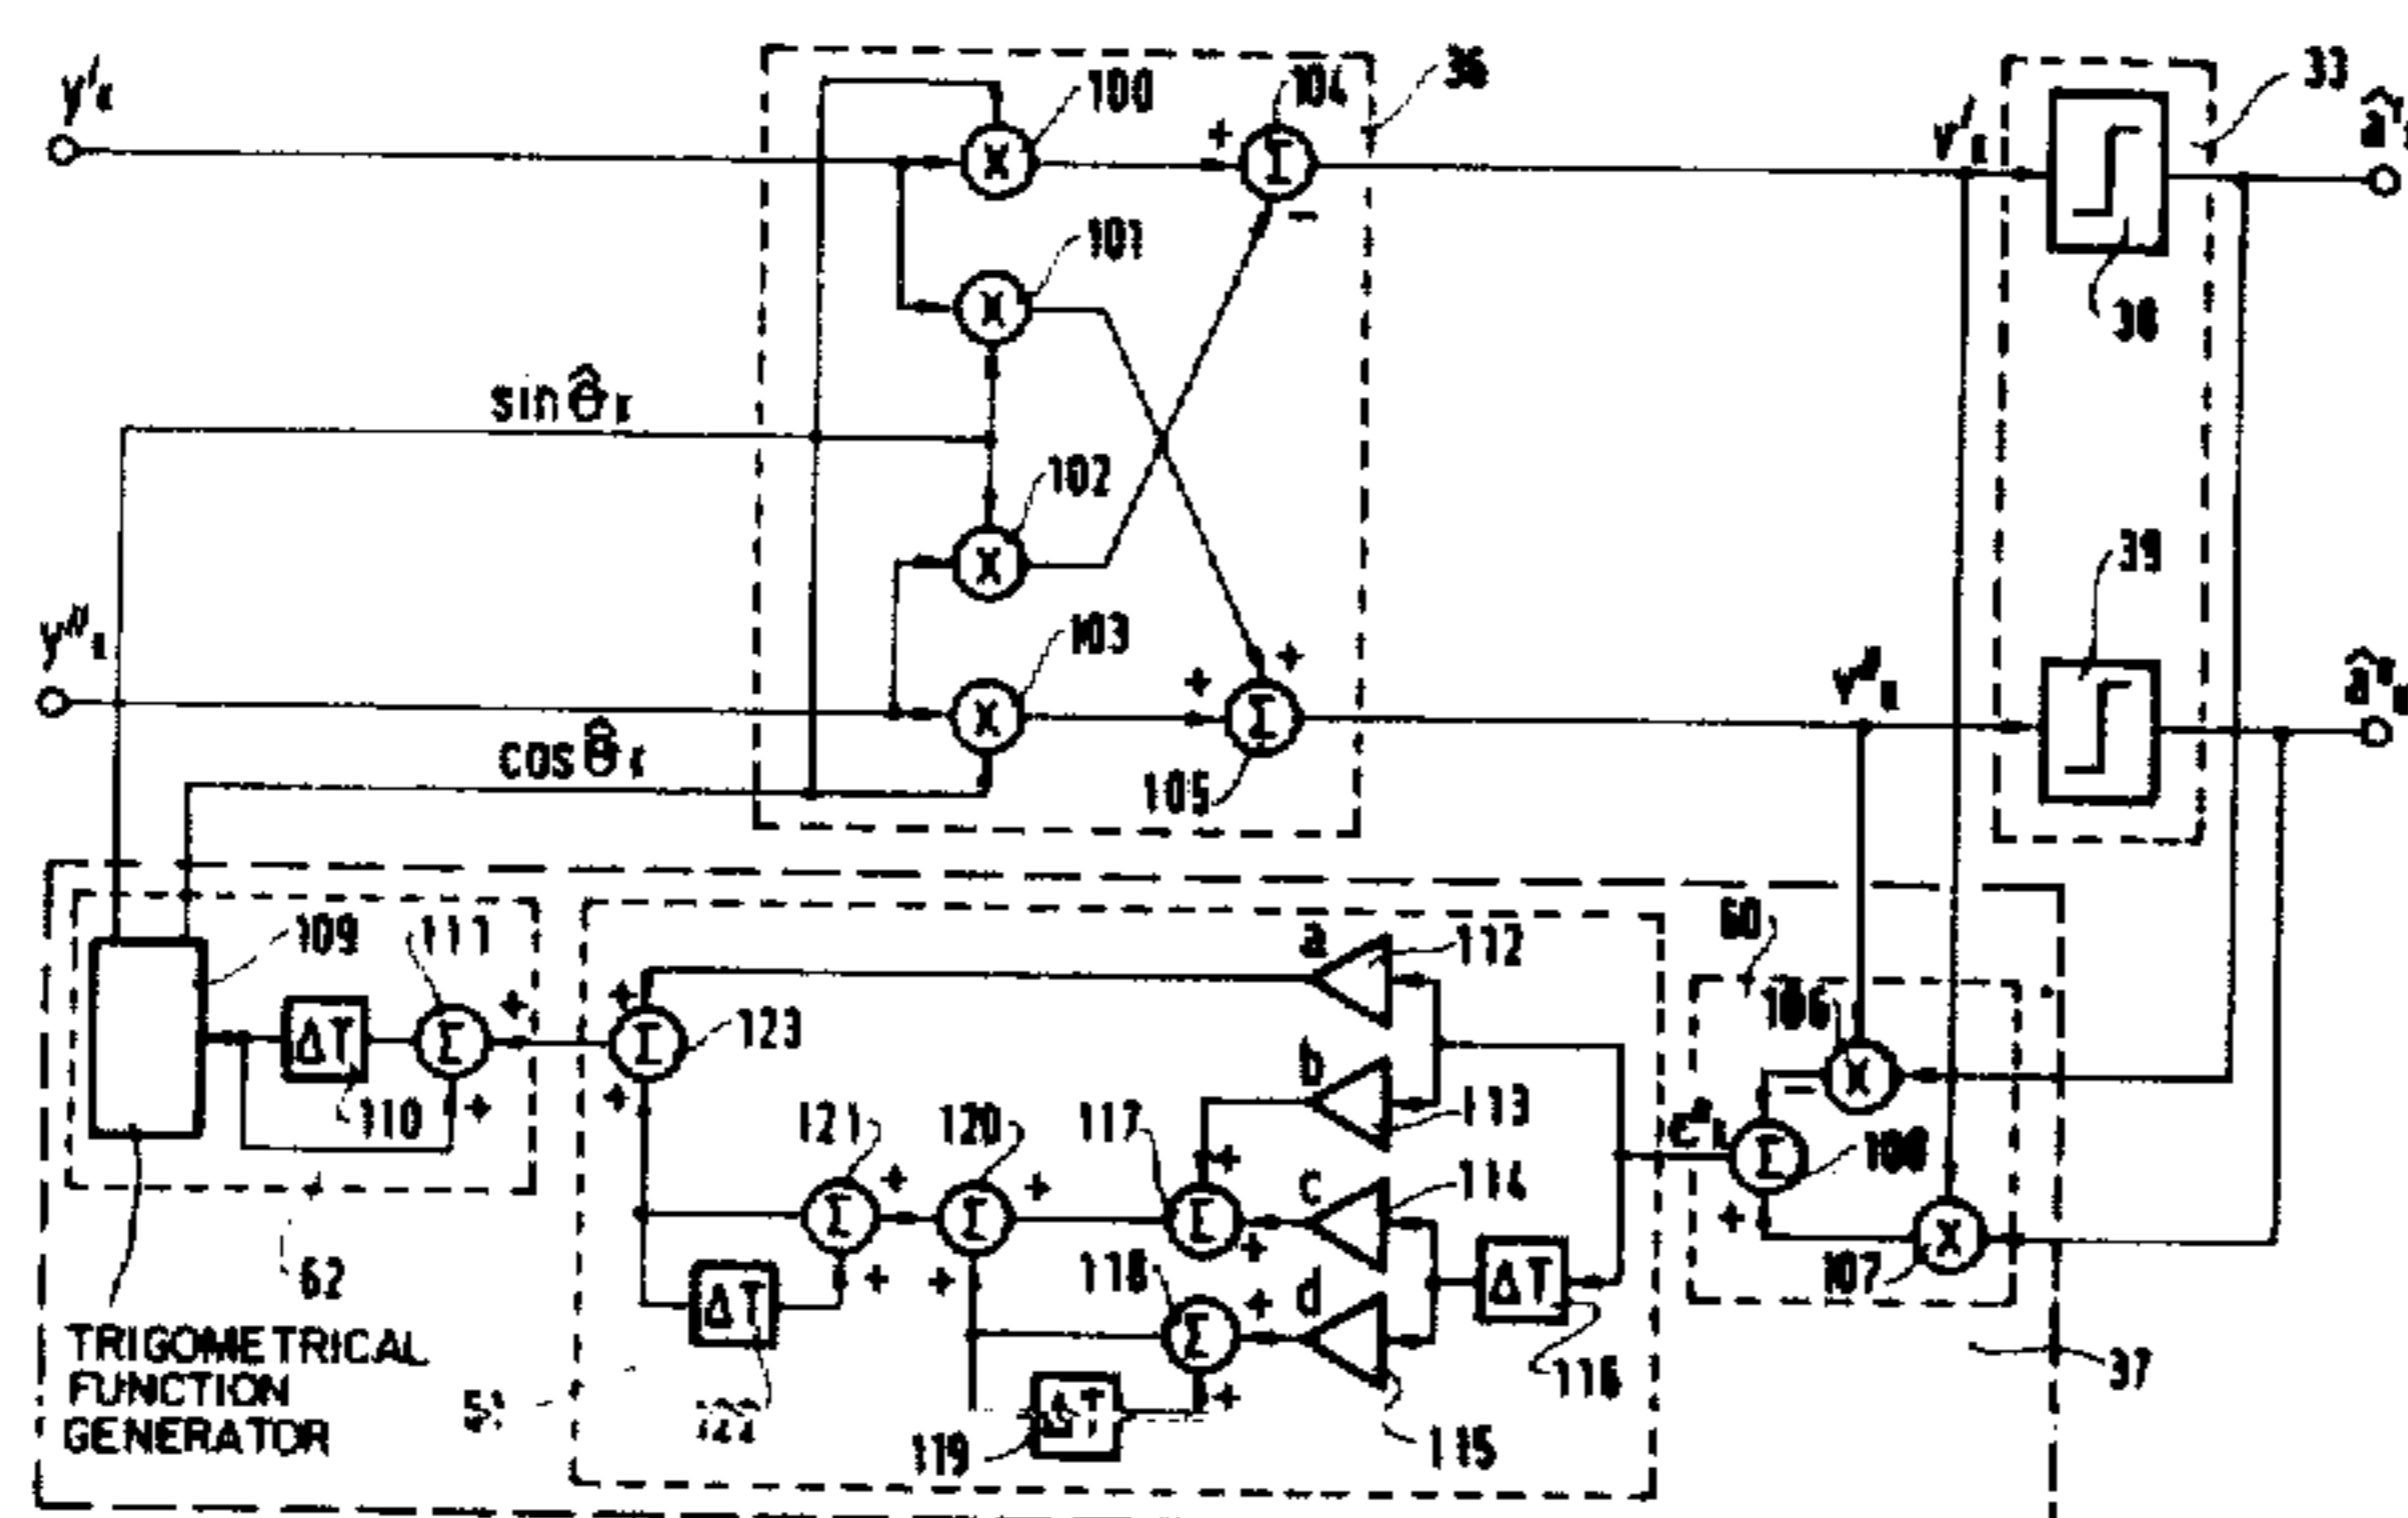 y′κ
100
104
36
v′κ
33
â′
101
38
sin θ̂κ
102
39
y″κ
103
v″κ
â″κ
cos θ̂κ
105
109
111
a
112
60
106
123
b
110
113
121
120
117
c
114
e″κ
108
62
118
d
107
TRIGOMETRICAL
FUNCTION
GENERATOR
122
119
115
116
37
X
X
X
X
X
X
Σ
Σ
Σ
Σ
Σ
Σ
Σ
Σ
Σ
ΔT
ΔT
ΔT
ΔT